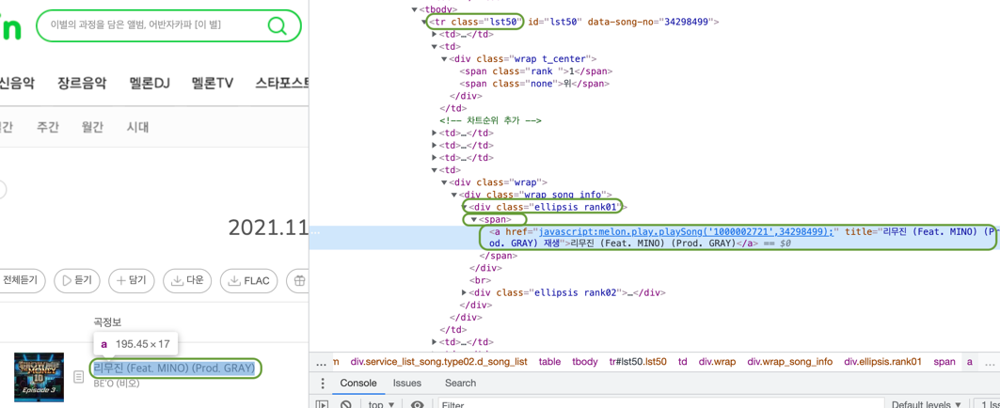 이별의 과정을 담은 앨범, 어반자카파 [이 별]
신음악 장르음악 멜론DJ 멜론TV 스타포스트
간 주간 월간 시대
2021.11
전체듣기 듣기 담기 다운 FLAC
곡정보
a 195.45 × 17
리무진 (Feat. MINO) (Prod. GRAY)
BE'O (비오)
Episode 3
▼<tbody>
▼<tr class="lst50" id="lst50" data-song-no="34298499">
▶<td>…</td>
▼<td>
▼<div class="wrap t_center">
<span class="rank ">1</span>
<span class="none">위</span>
</div>
</td>
<!-- 차트순위 추가 -->
▶<td>…</td>
▶<td>…</td>
▶<td>…</td>
▼<td>
▼<div class="wrap">
▼<div class="wrap_song_info">
▼<div class="ellipsis rank01">
▼<span>
… <a href="javascript:melon.play.playSong('1000002721',34298499);" title="리무진 (Feat. MINO) (Pr
od. GRAY) 재생">리무진 (Feat. MINO) (Prod. GRAY)</a> == $0
</span>
</div>
<br>
▶<div class="ellipsis rank02">…</div>
</div>
</div>
</td>
▶<td>…</td>
… m div.service_list_song.type02.d_song_list table tbody tr#lst50.lst50 td div.wrap div.wrap_song_info div.ellipsis.rank01 span a …
Console Issues Search
top ▼ Filter Default levels ▼ 1 Iss